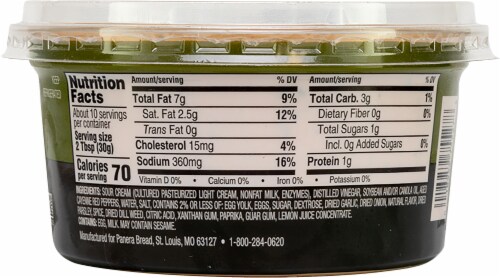 KEEP
REFRIGERATED
Nutrition
Facts
About 10 servings
per container
Serving size
2 Tbsp (30g)
Calories
per serving 70
Amount/serving % DV
Total Fat 7g 9%
Sat. Fat 2.5g 12%
Trans Fat 0g
Cholesterol 15mg 4%
Sodium 360mg 16%
Amount/serving % DV
Total Carb. 3g 1%
Dietary Fiber 0g 0%
Total Sugars 1g
Incl. 0g Added Sugars 0%
Protein 1g
Vitamin D 0% • Calcium 0% • Iron 0% • Potassium 0%
INGREDIENTS: SOUR CREAM (CULTURED PASTEURIZED LIGHT CREAM, NONFAT MILK, ENZYMES), DISTILLED VINEGAR, SOYBEAN AND/OR CANOLA OIL, AGED
CAYENNE RED PEPPERS, WATER, SALT, CONTAINS 2% OR LESS OF: EGG YOLK, EGGS, SUGAR, DEXTROSE, DRIED GARLIC, DRIED ONION, NATURAL FLAVOR, DRIED
PARSLEY, SPICE, DRIED DILL WEED, CITRIC ACID, XANTHAN GUM, PAPRIKA, GUAR GUM, LEMON JUICE CONCENTRATE.
CONTAINS: EGG, MILK. MAY CONTAIN SESAME.
Manufactured for Panera Bread, St. Louis, MO 63127 • 1-800-284-0620